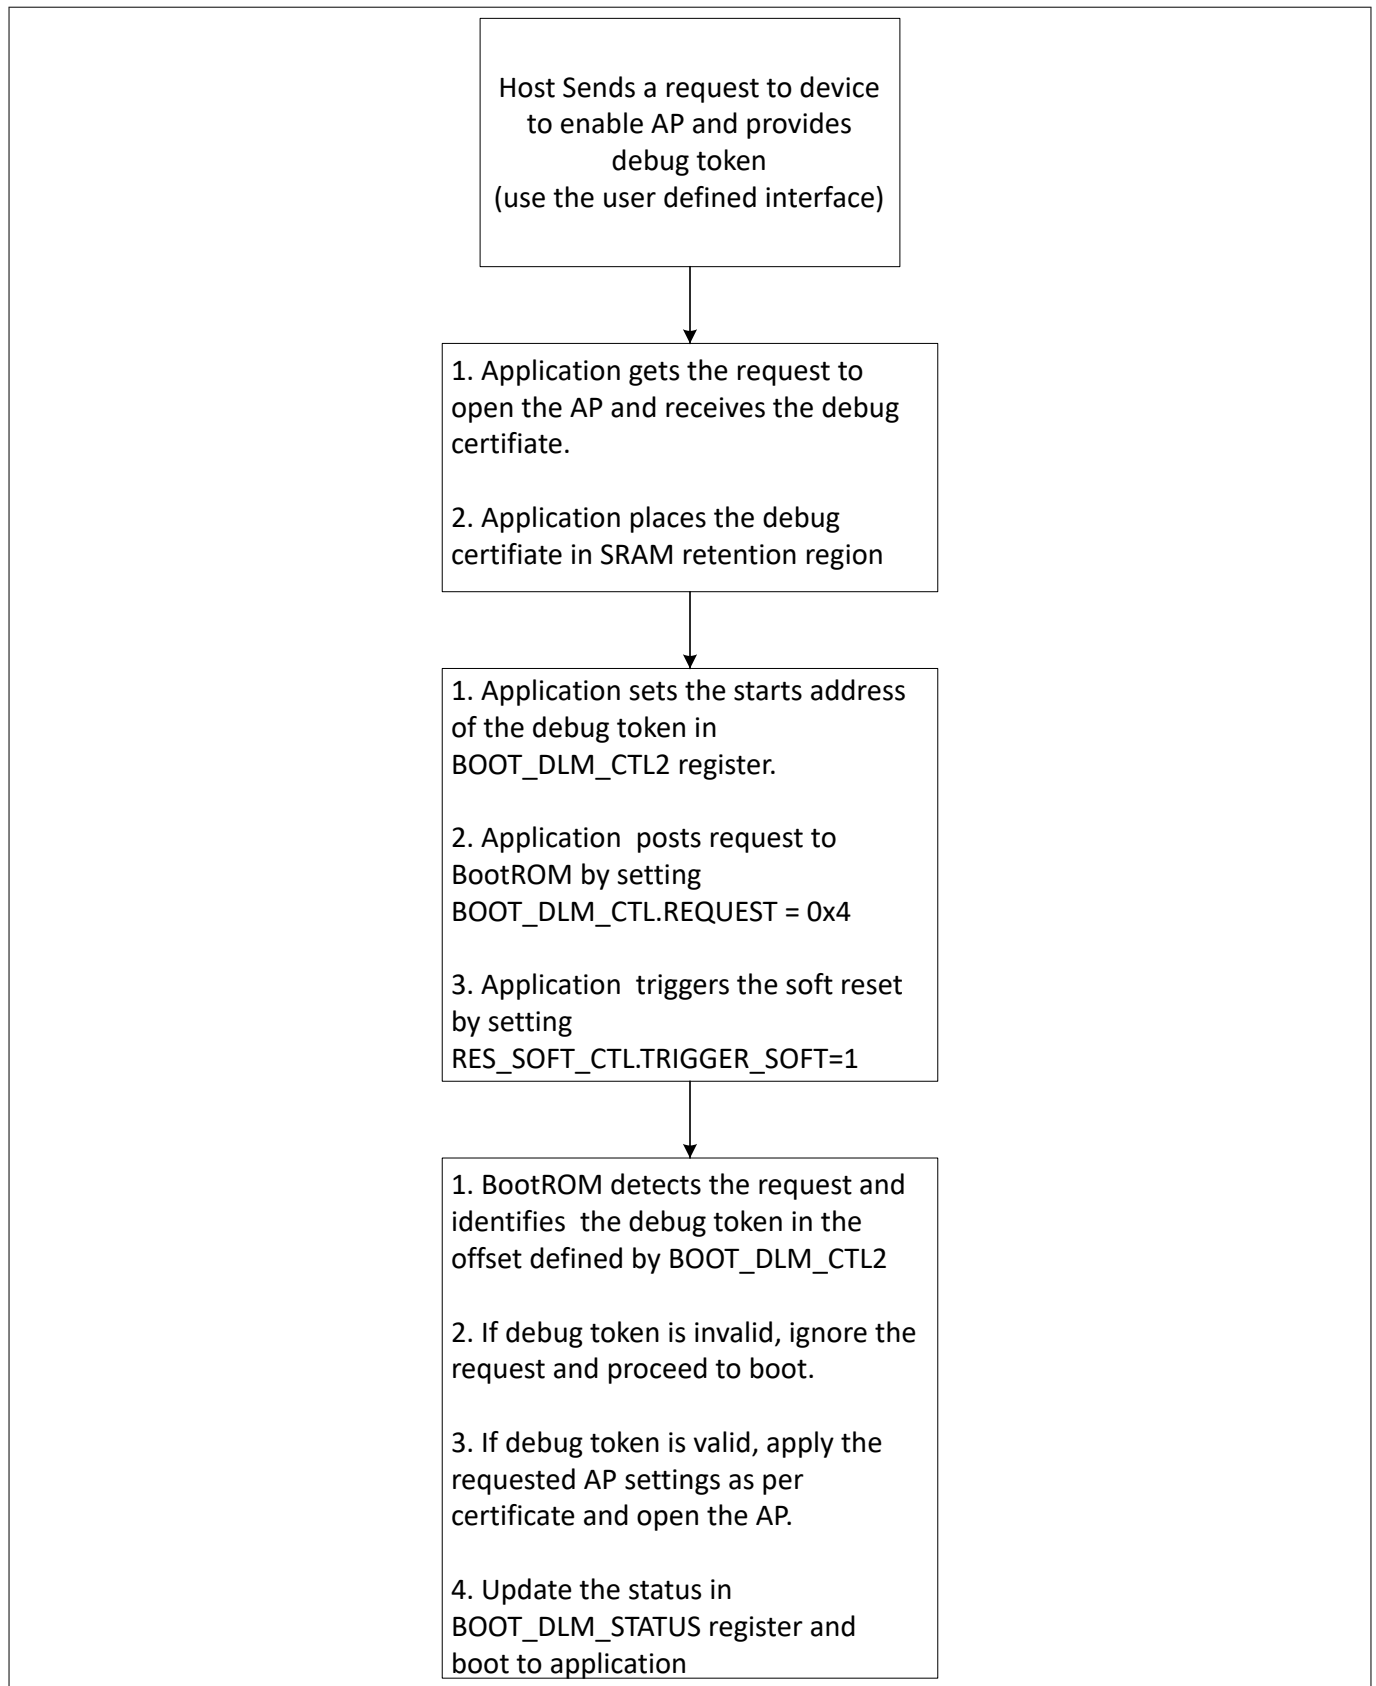 Host Sends a request to device
to enable AP and provides
debug token
(use the user defined interface)
1. Application gets the request to
open the AP and receives the debug
certifiate.
2. Application places the debug
certifiate in SRAM retention region
1. Application sets the starts address
of the debug token in
BOOT_DLM_CTL2 register.
2. Application  posts request to
BootROM by setting
BOOT_DLM_CTL.REQUEST = 0x4
3. Application  triggers the soft reset
by setting
RES_SOFT_CTL.TRIGGER_SOFT=1
1. BootROM detects the request and
identifies  the debug token in the
offset defined by BOOT_DLM_CTL2
2. If debug token is invalid, ignore the
request and proceed to boot.
3. If debug token is valid, apply the
requested AP settings as per
certificate and open the AP.
4. Update the status in
BOOT_DLM_STATUS register and
boot to application